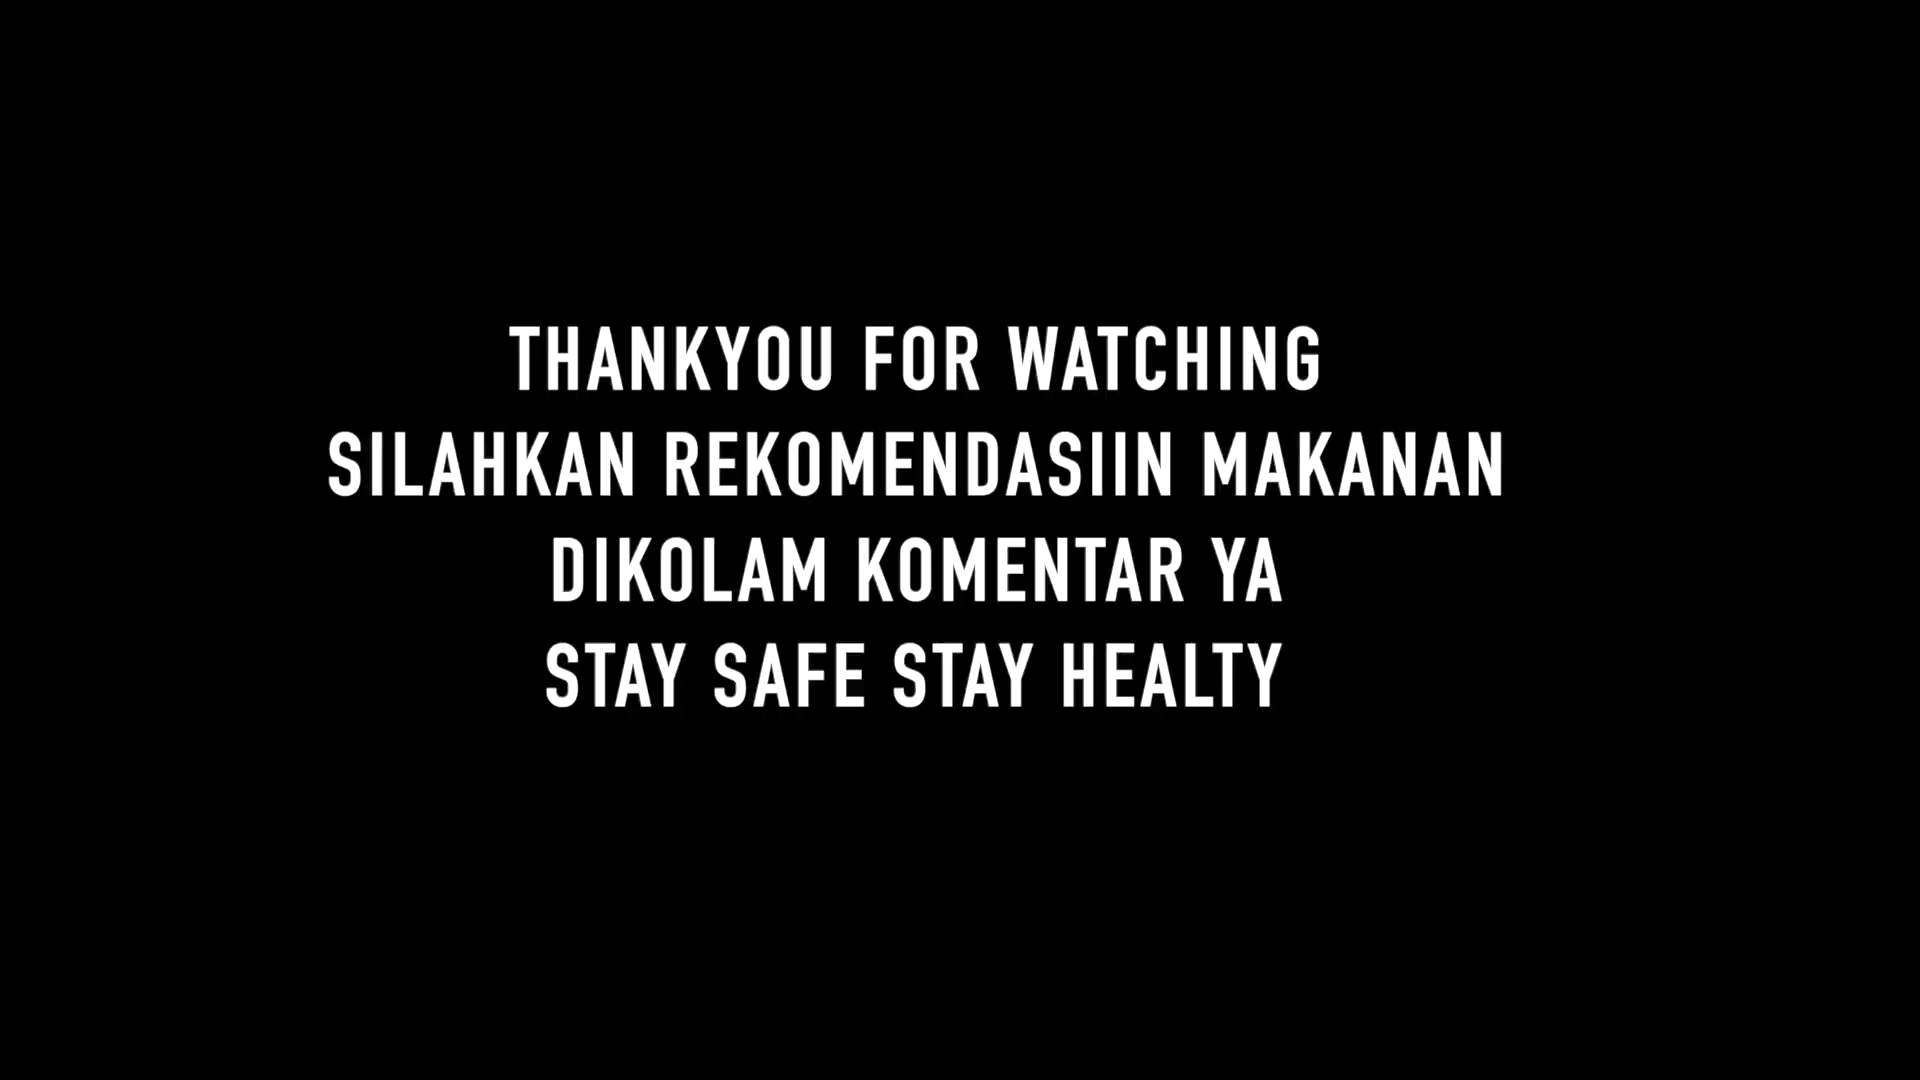 THANKYOU FOR WATCHING
SILAHKAN REKOMENDASIIN MAKANAN
DIKOLAM KOMENTAR YA
STAY SAFE STAY HEALTY